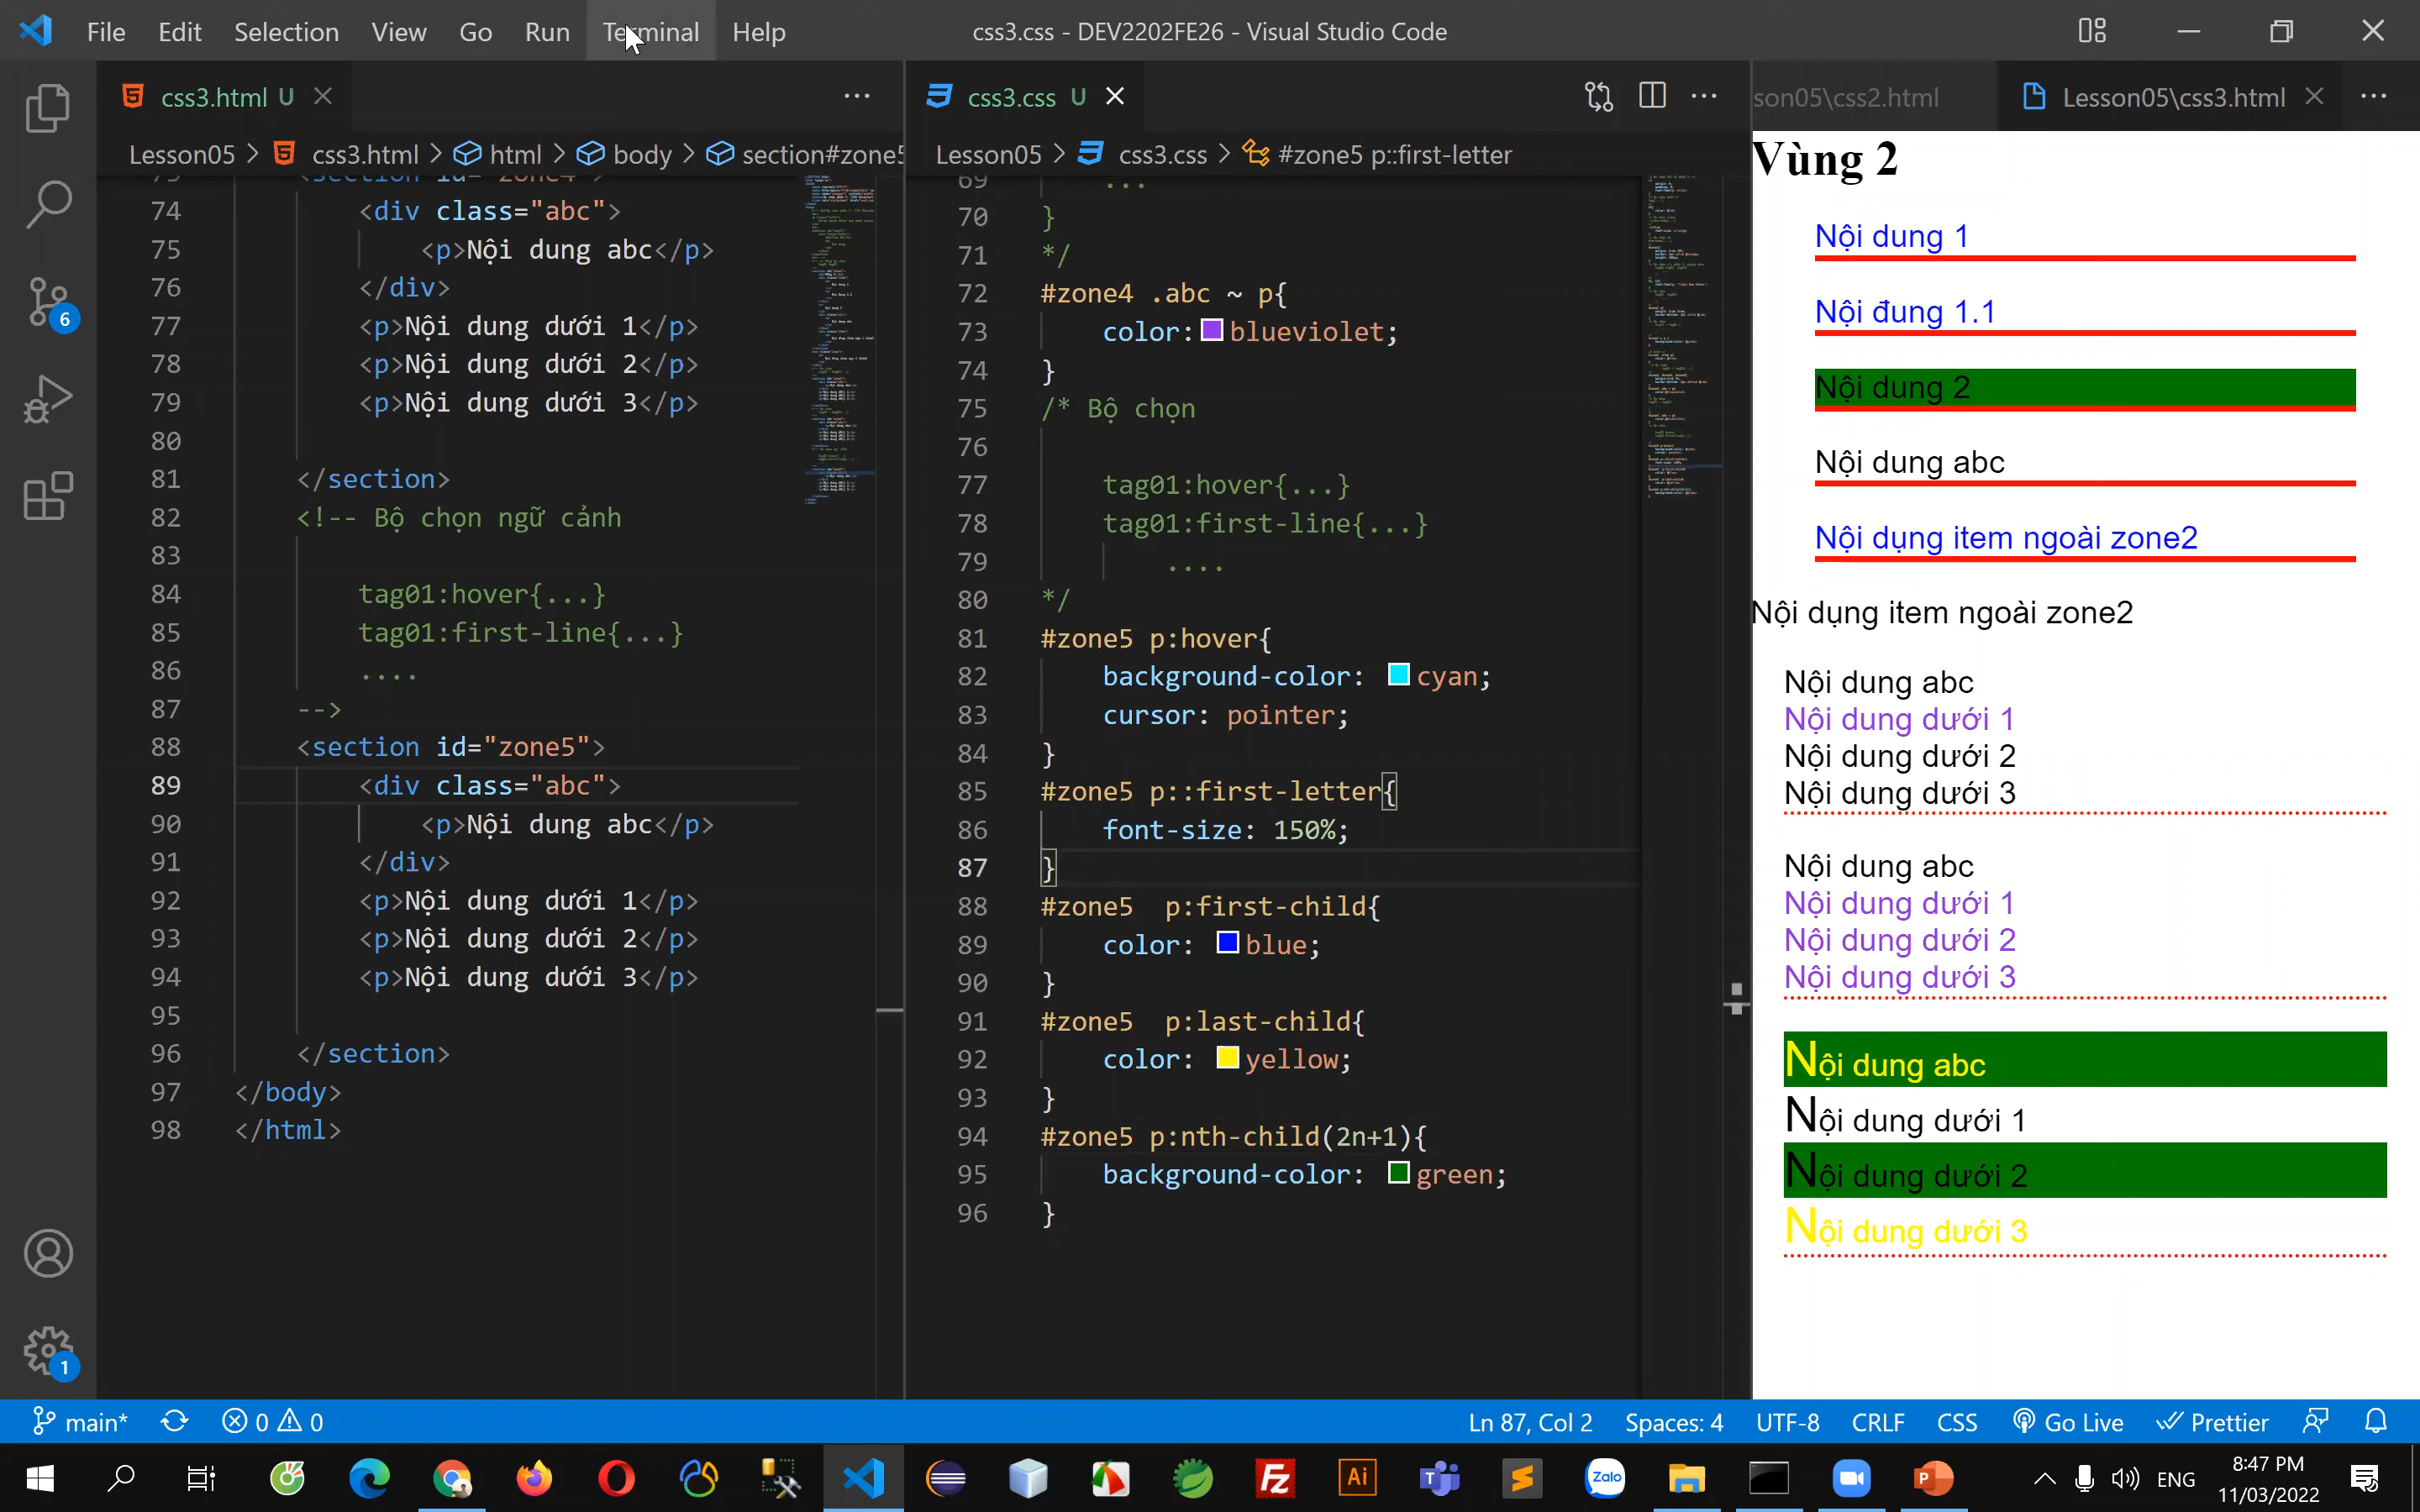 File Edit Selection View Go Run Terminal Help
css3.css - DEV2202FE26 - Visual Studio Code
css3.html U
Lesson05 > css3.html > html > body > section#zone5
74 <div class="abc">
75 <p>Nội dung abc</p>
76 </div>
77 <p>Nội dung dưới 1</p>
78 <p>Nội dung dưới 2</p>
79 <p>Nội dung dưới 3</p>
80
81 </section>
82 <!-- Bộ chọn ngữ cảnh
83
84 tag01:hover{...}
85 tag01:first-line{...}
86 ....
87 -->
88 <section id="zone5">
89 <div class="abc">
90 <p>Nội dung abc</p>
91 </div>
92 <p>Nội dung dưới 1</p>
93 <p>Nội dung dưới 2</p>
94 <p>Nội dung dưới 3</p>
95
96 </section>
97 </body>
98 </html>
css3.css U
Lesson05 > css3.css > #zone5 p::first-letter
69 ...
70 }
71 */
72 #zone4 .abc ~ p{
73 color: blueviolet;
74 }
75 /* Bộ chọn
76
77 tag01:hover{...}
78 tag01:first-line{...}
79 ....
80 */
81 #zone5 p:hover{
82 background-color: cyan;
83 cursor: pointer;
84 }
85 #zone5 p::first-letter{
86 font-size: 150%;
87 }
88 #zone5  p:first-child{
89 color: blue;
90 }
91 #zone5  p:last-child{
92 color: yellow;
93 }
94 #zone5 p:nth-child(2n+1){
95 background-color: green;
96 }
son05\css2.html
Lesson05\css3.html
Vùng 2
Nội dung 1
Nội đung 1.1
Nội dung 2
Nội dung abc
Nội dụng item ngoài zone2
Nội dụng item ngoài zone2
Nội dung abc
Nội dung dưới 1
Nội dung dưới 2
Nội dung dưới 3
Nội dung abc
Nội dung dưới 1
Nội dung dưới 2
Nội dung dưới 3
Nội dung abc
Nội dung dưới 1
Nội dung dưới 2
Nội dung dưới 3
6
1
main* 0 0
Ln 87, Col 2 Spaces: 4 UTF-8 CRLF CSS Go Live Prettier
Fz
Ai
Zalo
ENG
8:47 PM
11/03/2022